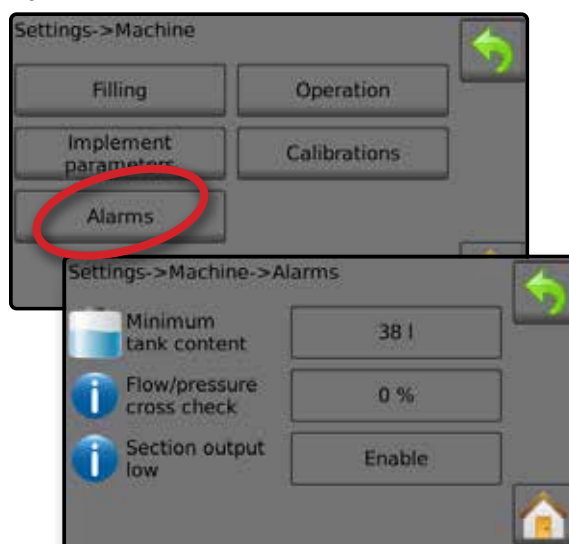 Settings->Machine
Filling
Operation
Implement
parameters
Calibrations
Alarms
Settings->Machine->Alarms
Minimum
tank content
38 l
Flow/pressure
cross check
0 %
Section output
low
Enable